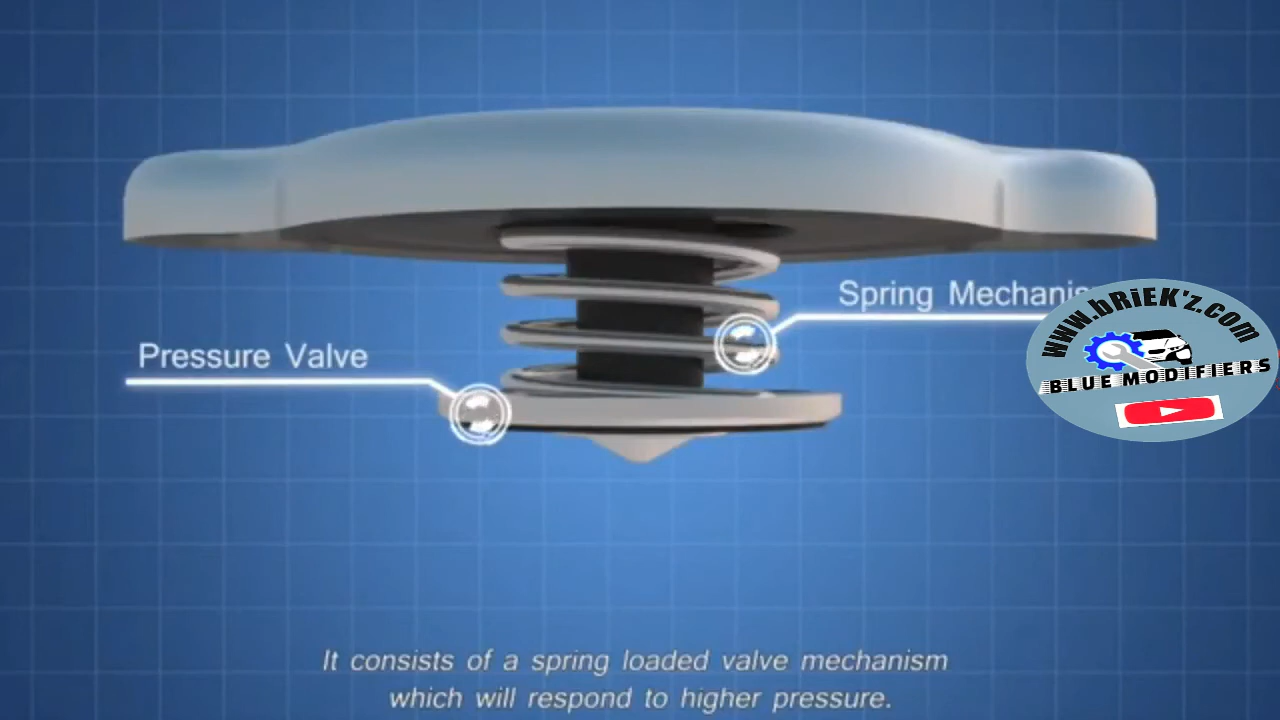 Spring Mechanis
Pressure Valve
WWW.bRiEK'Z.com
BLUE MODIFIERS
It consists of a spring loaded valve mechanism
which will respond to higher pressure.